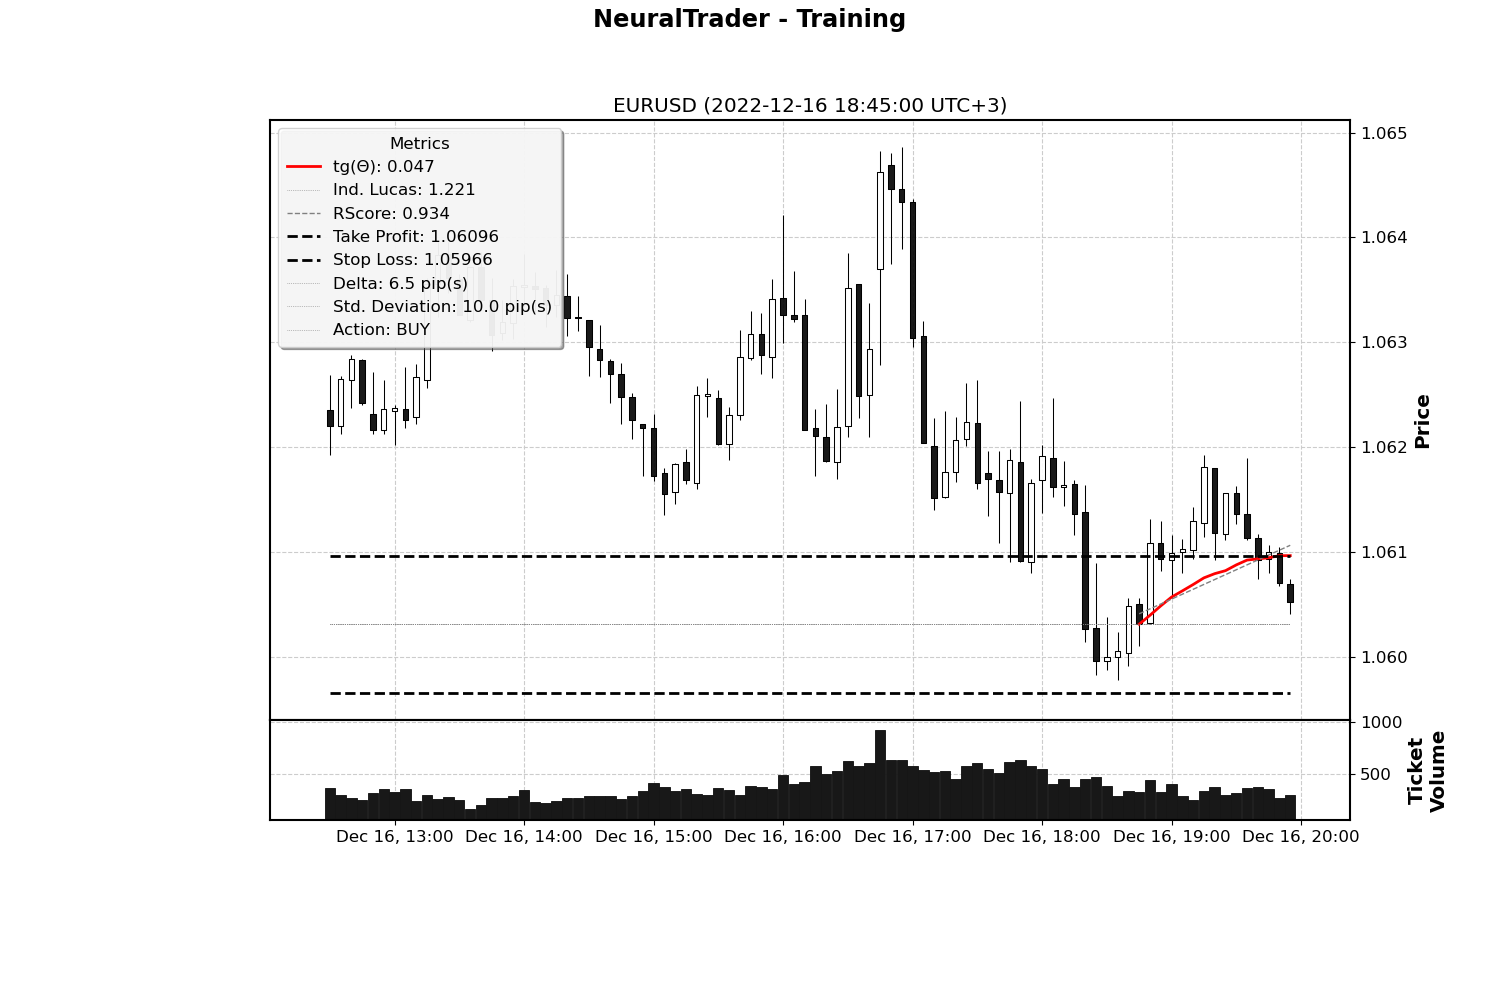 NeuralTrader - Training
EURUSD (2022-12-16 18:45:00 UTC+3)
Metrics
tg(Θ): 0.047
Ind. Lucas: 1.221
RScore: 0.934
Take Profit: 1.06096
Stop Loss: 1.05966
Delta: 6.5 pip(s)
Std. Deviation: 10.0 pip(s)
Action: BUY
1.065
1.064
1.063
1.062
1.061
1.060
Price
1000
500
Ticket
Volume
Dec 16, 13:00 Dec 16, 14:00 Dec 16, 15:00 Dec 16, 16:00 Dec 16, 17:00 Dec 16, 18:00 Dec 16, 19:00 Dec 16, 20:00